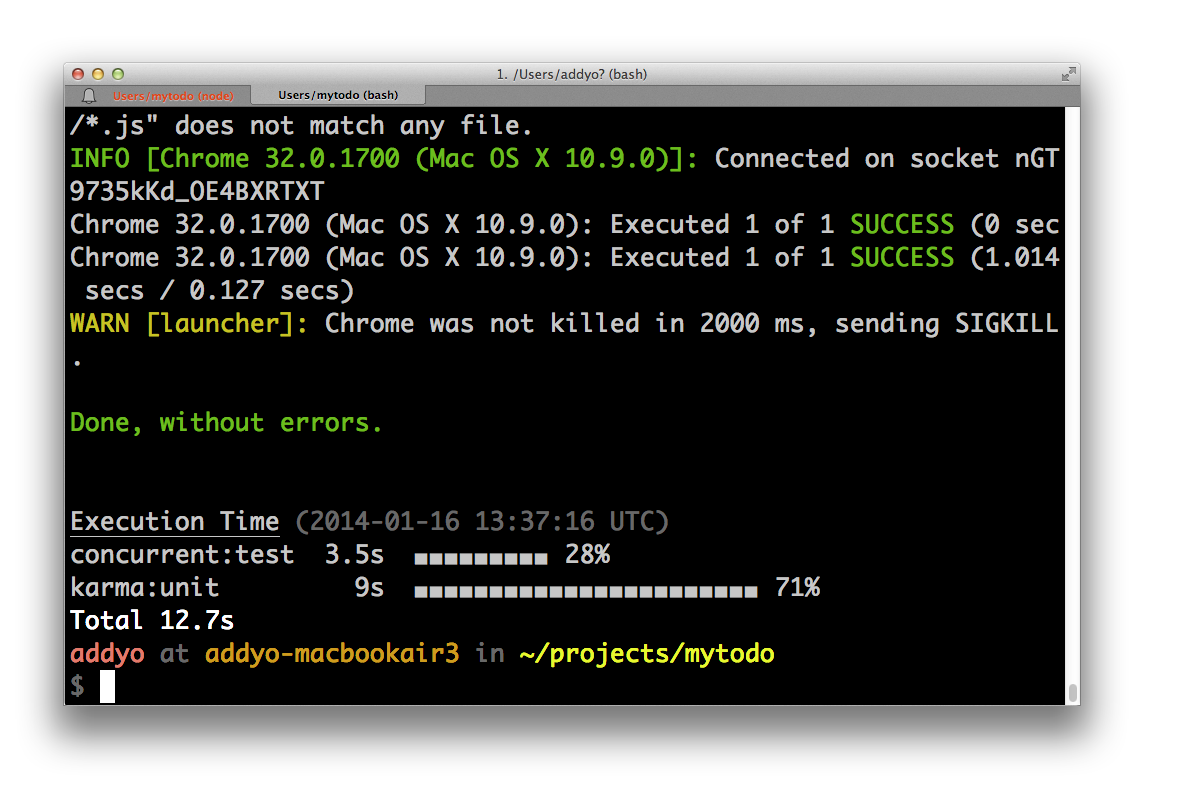 1. /Users/addyo? (bash)
Users/mytodo (node) Users/mytodo (bash)
/*.js" does not match any file.
INFO [Chrome 32.0.1700 (Mac OS X 10.9.0)]: Connected on socket nGT
9735kKd_OE4BXRTXT
Chrome 32.0.1700 (Mac OS X 10.9.0): Executed 1 of 1 SUCCESS (0 sec
Chrome 32.0.1700 (Mac OS X 10.9.0): Executed 1 of 1 SUCCESS (1.014
secs / 0.127 secs)
WARN [launcher]: Chrome was not killed in 2000 ms, sending SIGKILL
.
Done, without errors.
Execution Time (2014-01-16 13:37:16 UTC)
concurrent:test 3.5s ▄▄▄▄▄▄▄▄▄ 28%
karma:unit 9s ▄▄▄▄▄▄▄▄▄▄▄▄▄▄▄▄▄▄▄▄▄▄▄ 71%
Total 12.7s
addyo at addyo-macbookair3 in ~/projects/mytodo
$